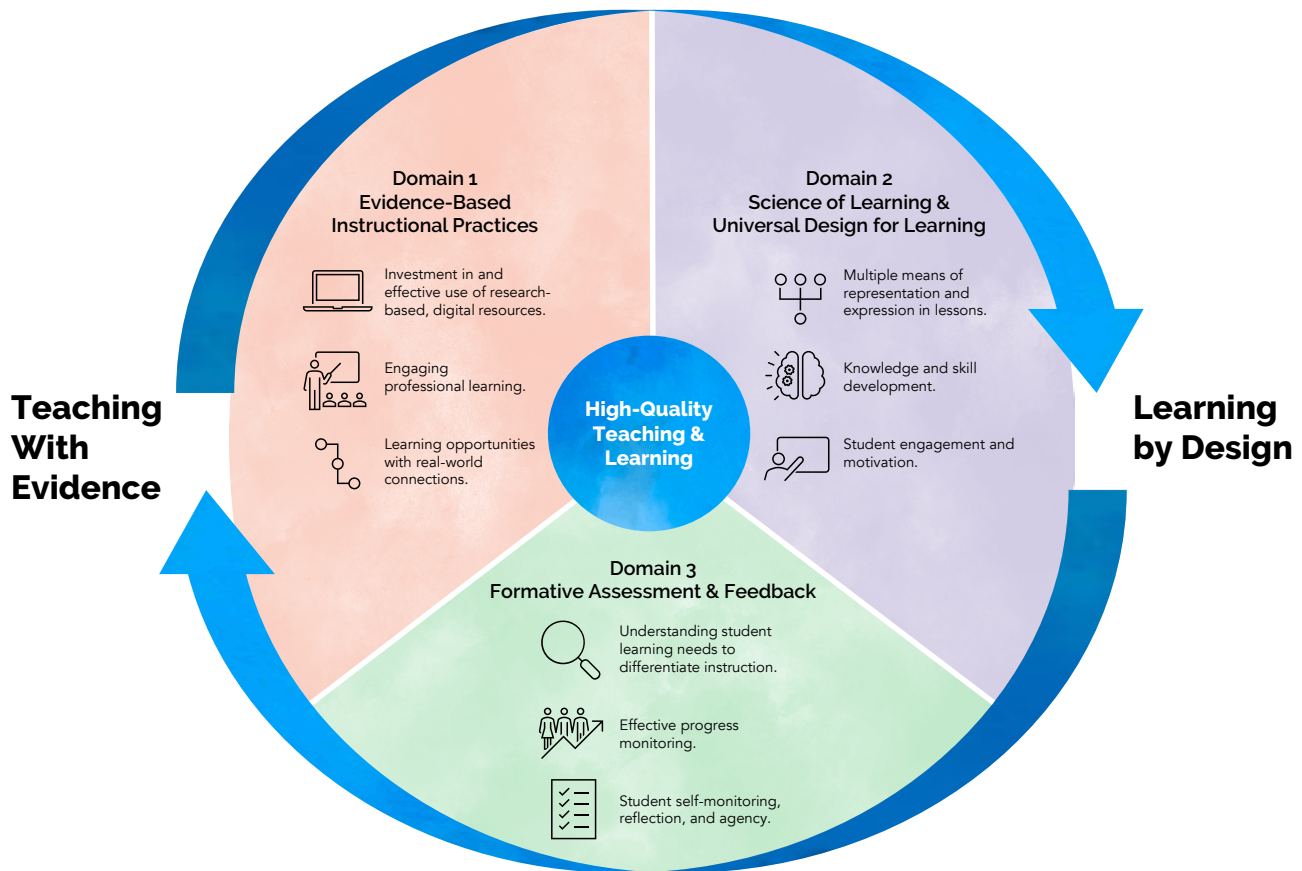 Teaching
With
Evidence
Domain 1
Evidence-Based
Instructional Practices
Investment in and
effective use of research-
based, digital resources.
Engaging
professional learning.
Learning opportunities
with real-world
connections.
Domain 2
Science of Learning &
Universal Design for Learning
Multiple means of
representation and
expression in lessons.
Knowledge and skill
development.
Student engagement and
motivation.
High-Quality
Teaching &
Learning
Learning
by Design
Domain 3
Formative Assessment & Feedback
Understanding student
learning needs to
differentiate instruction.
Effective progress
monitoring.
Student self-monitoring,
reflection, and agency.